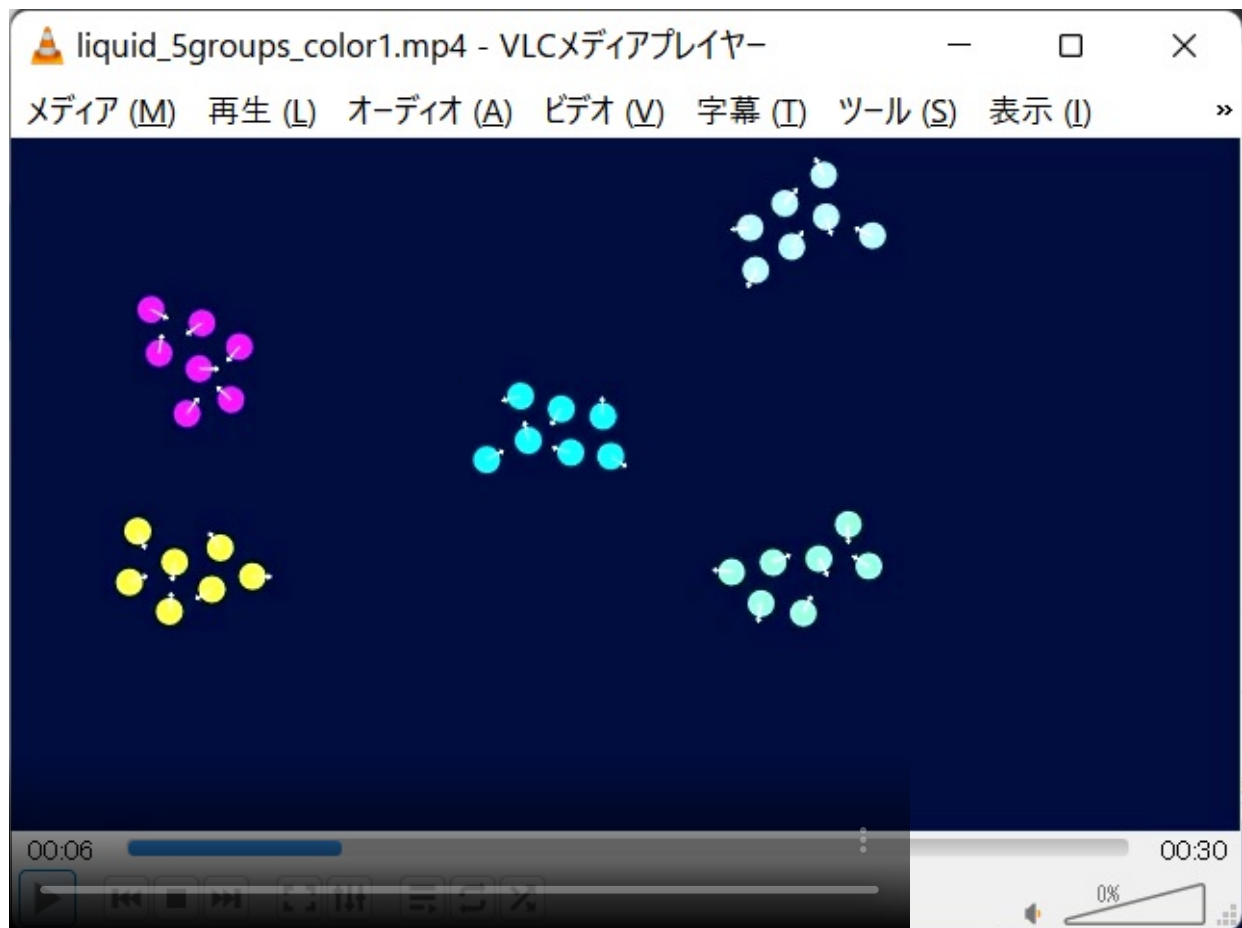 liquid_5groups_color1.mp4 - VLCメディアプレイヤー
メディア (M) 再生 (L) オーディオ (A) ビデオ (V) 字幕 (T) ツール (S) 表示 (I) »
00:06 00:30
0%